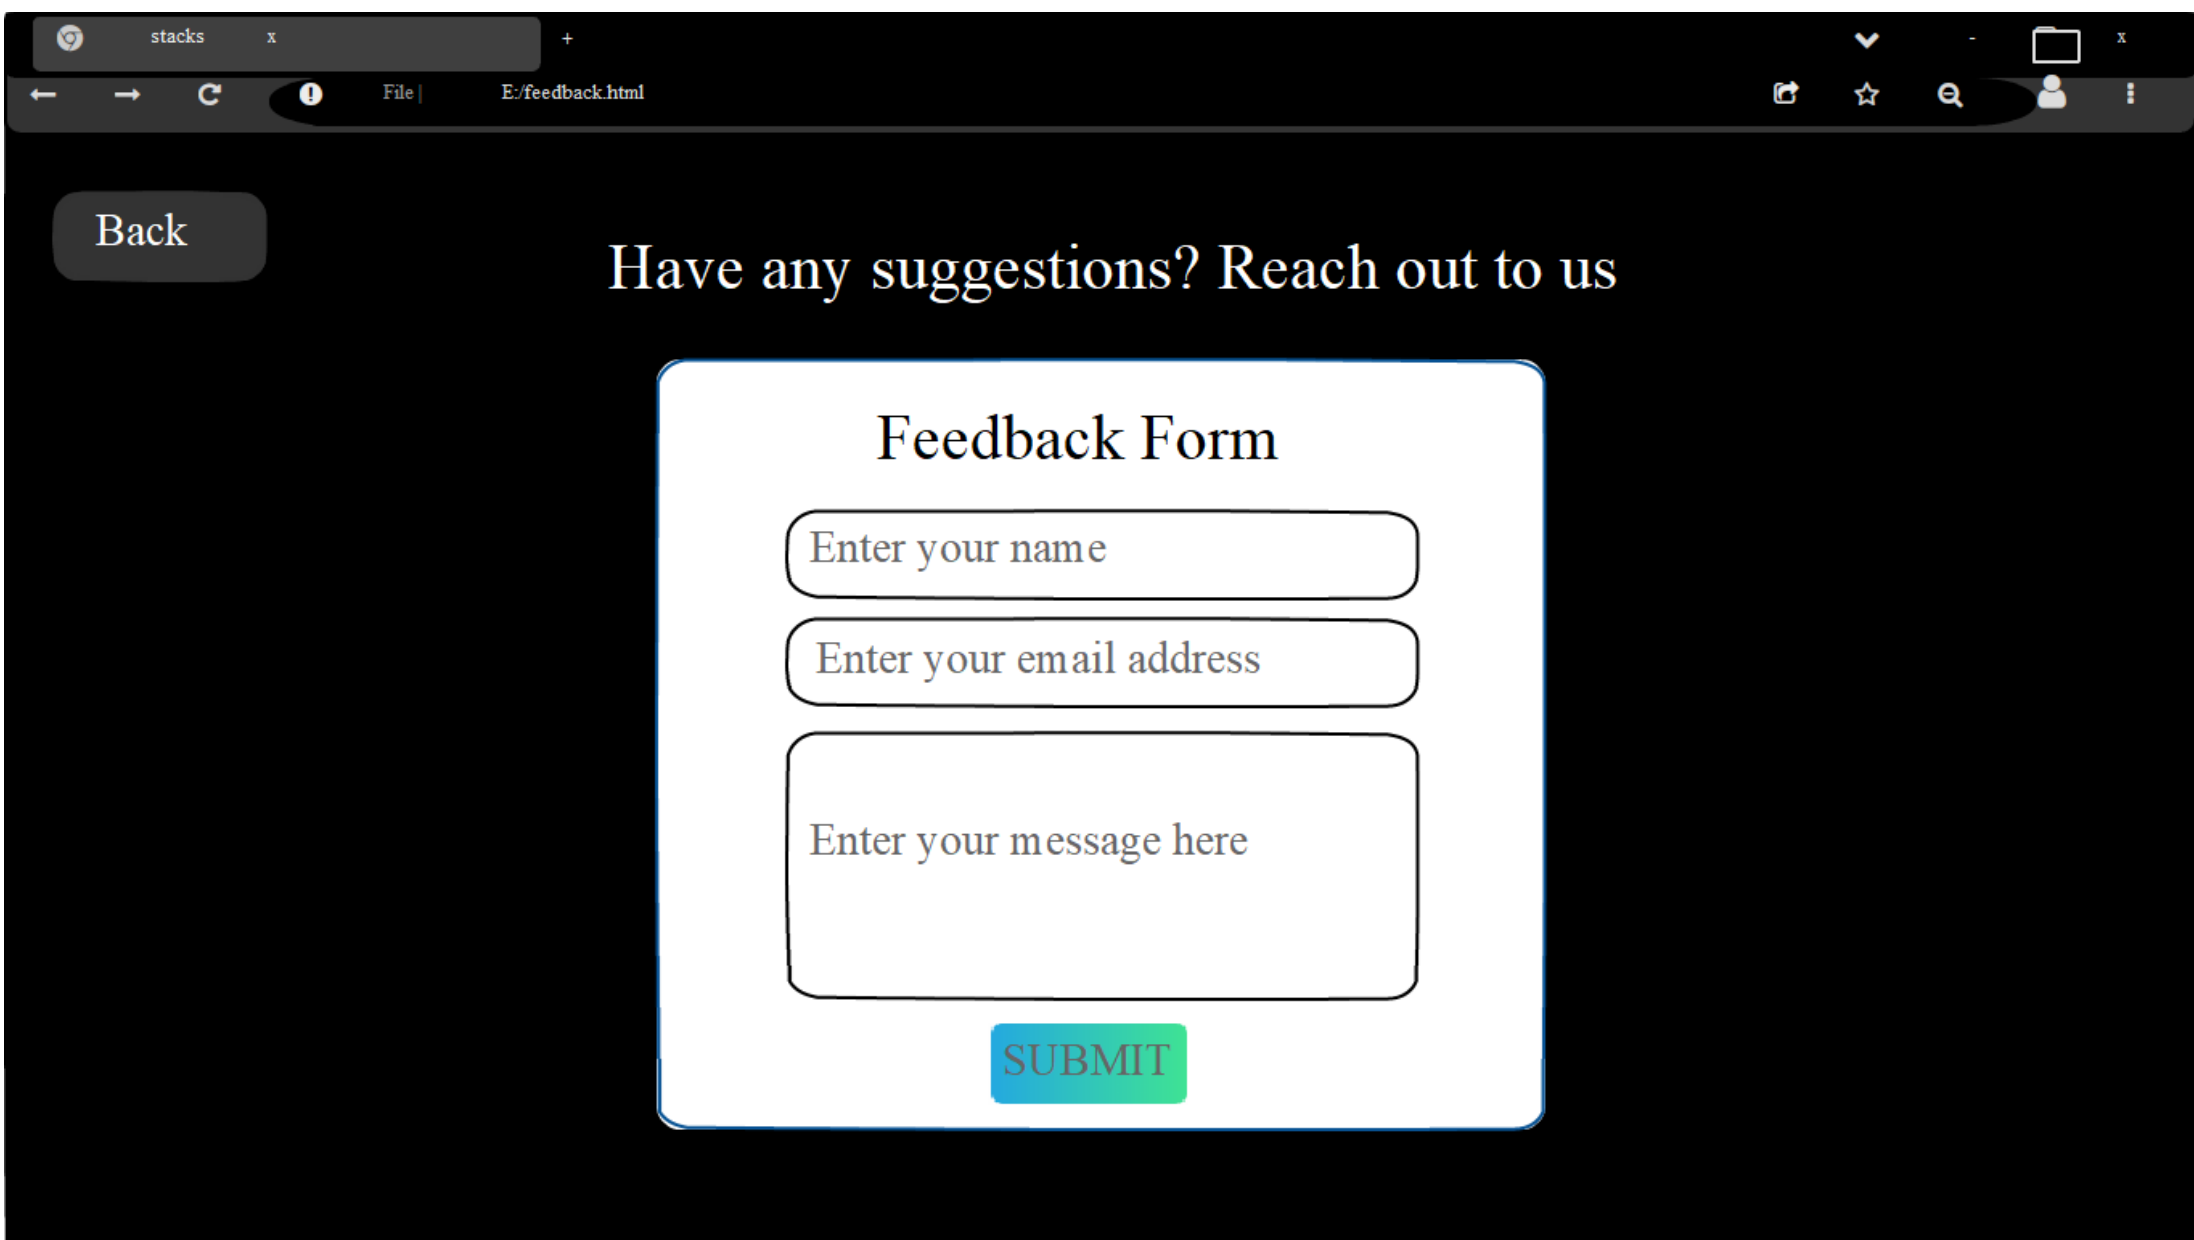 stacks x +
- x
File | E:/feedback.html
Back
Have any suggestions? Reach out to us
Feedback Form
Enter your name
Enter your email address
Enter your message here
SUBMIT